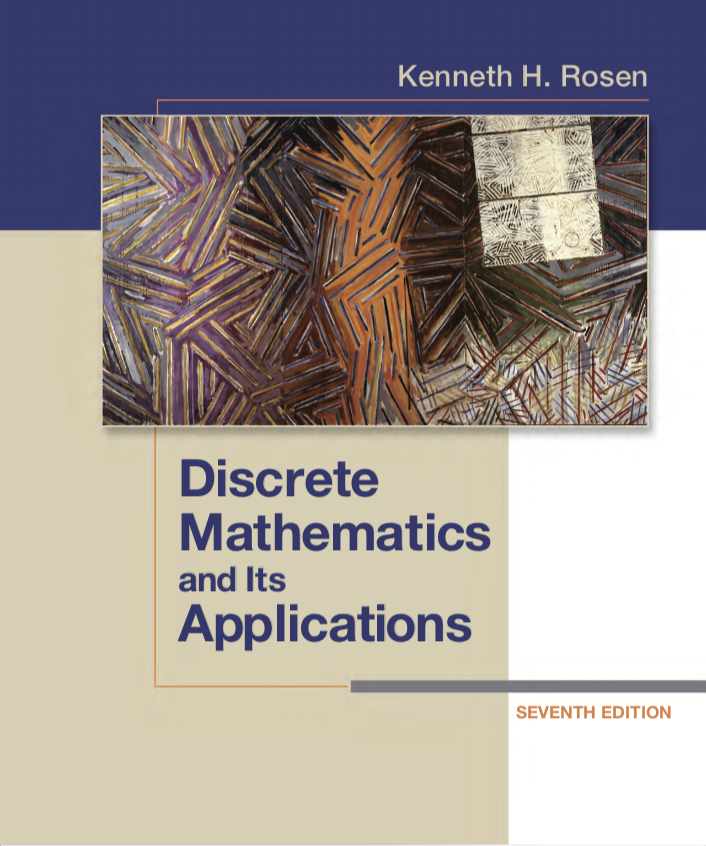 Kenneth H. Rosen
Discrete
Mathematics
and Its
Applications
SEVENTH EDITION